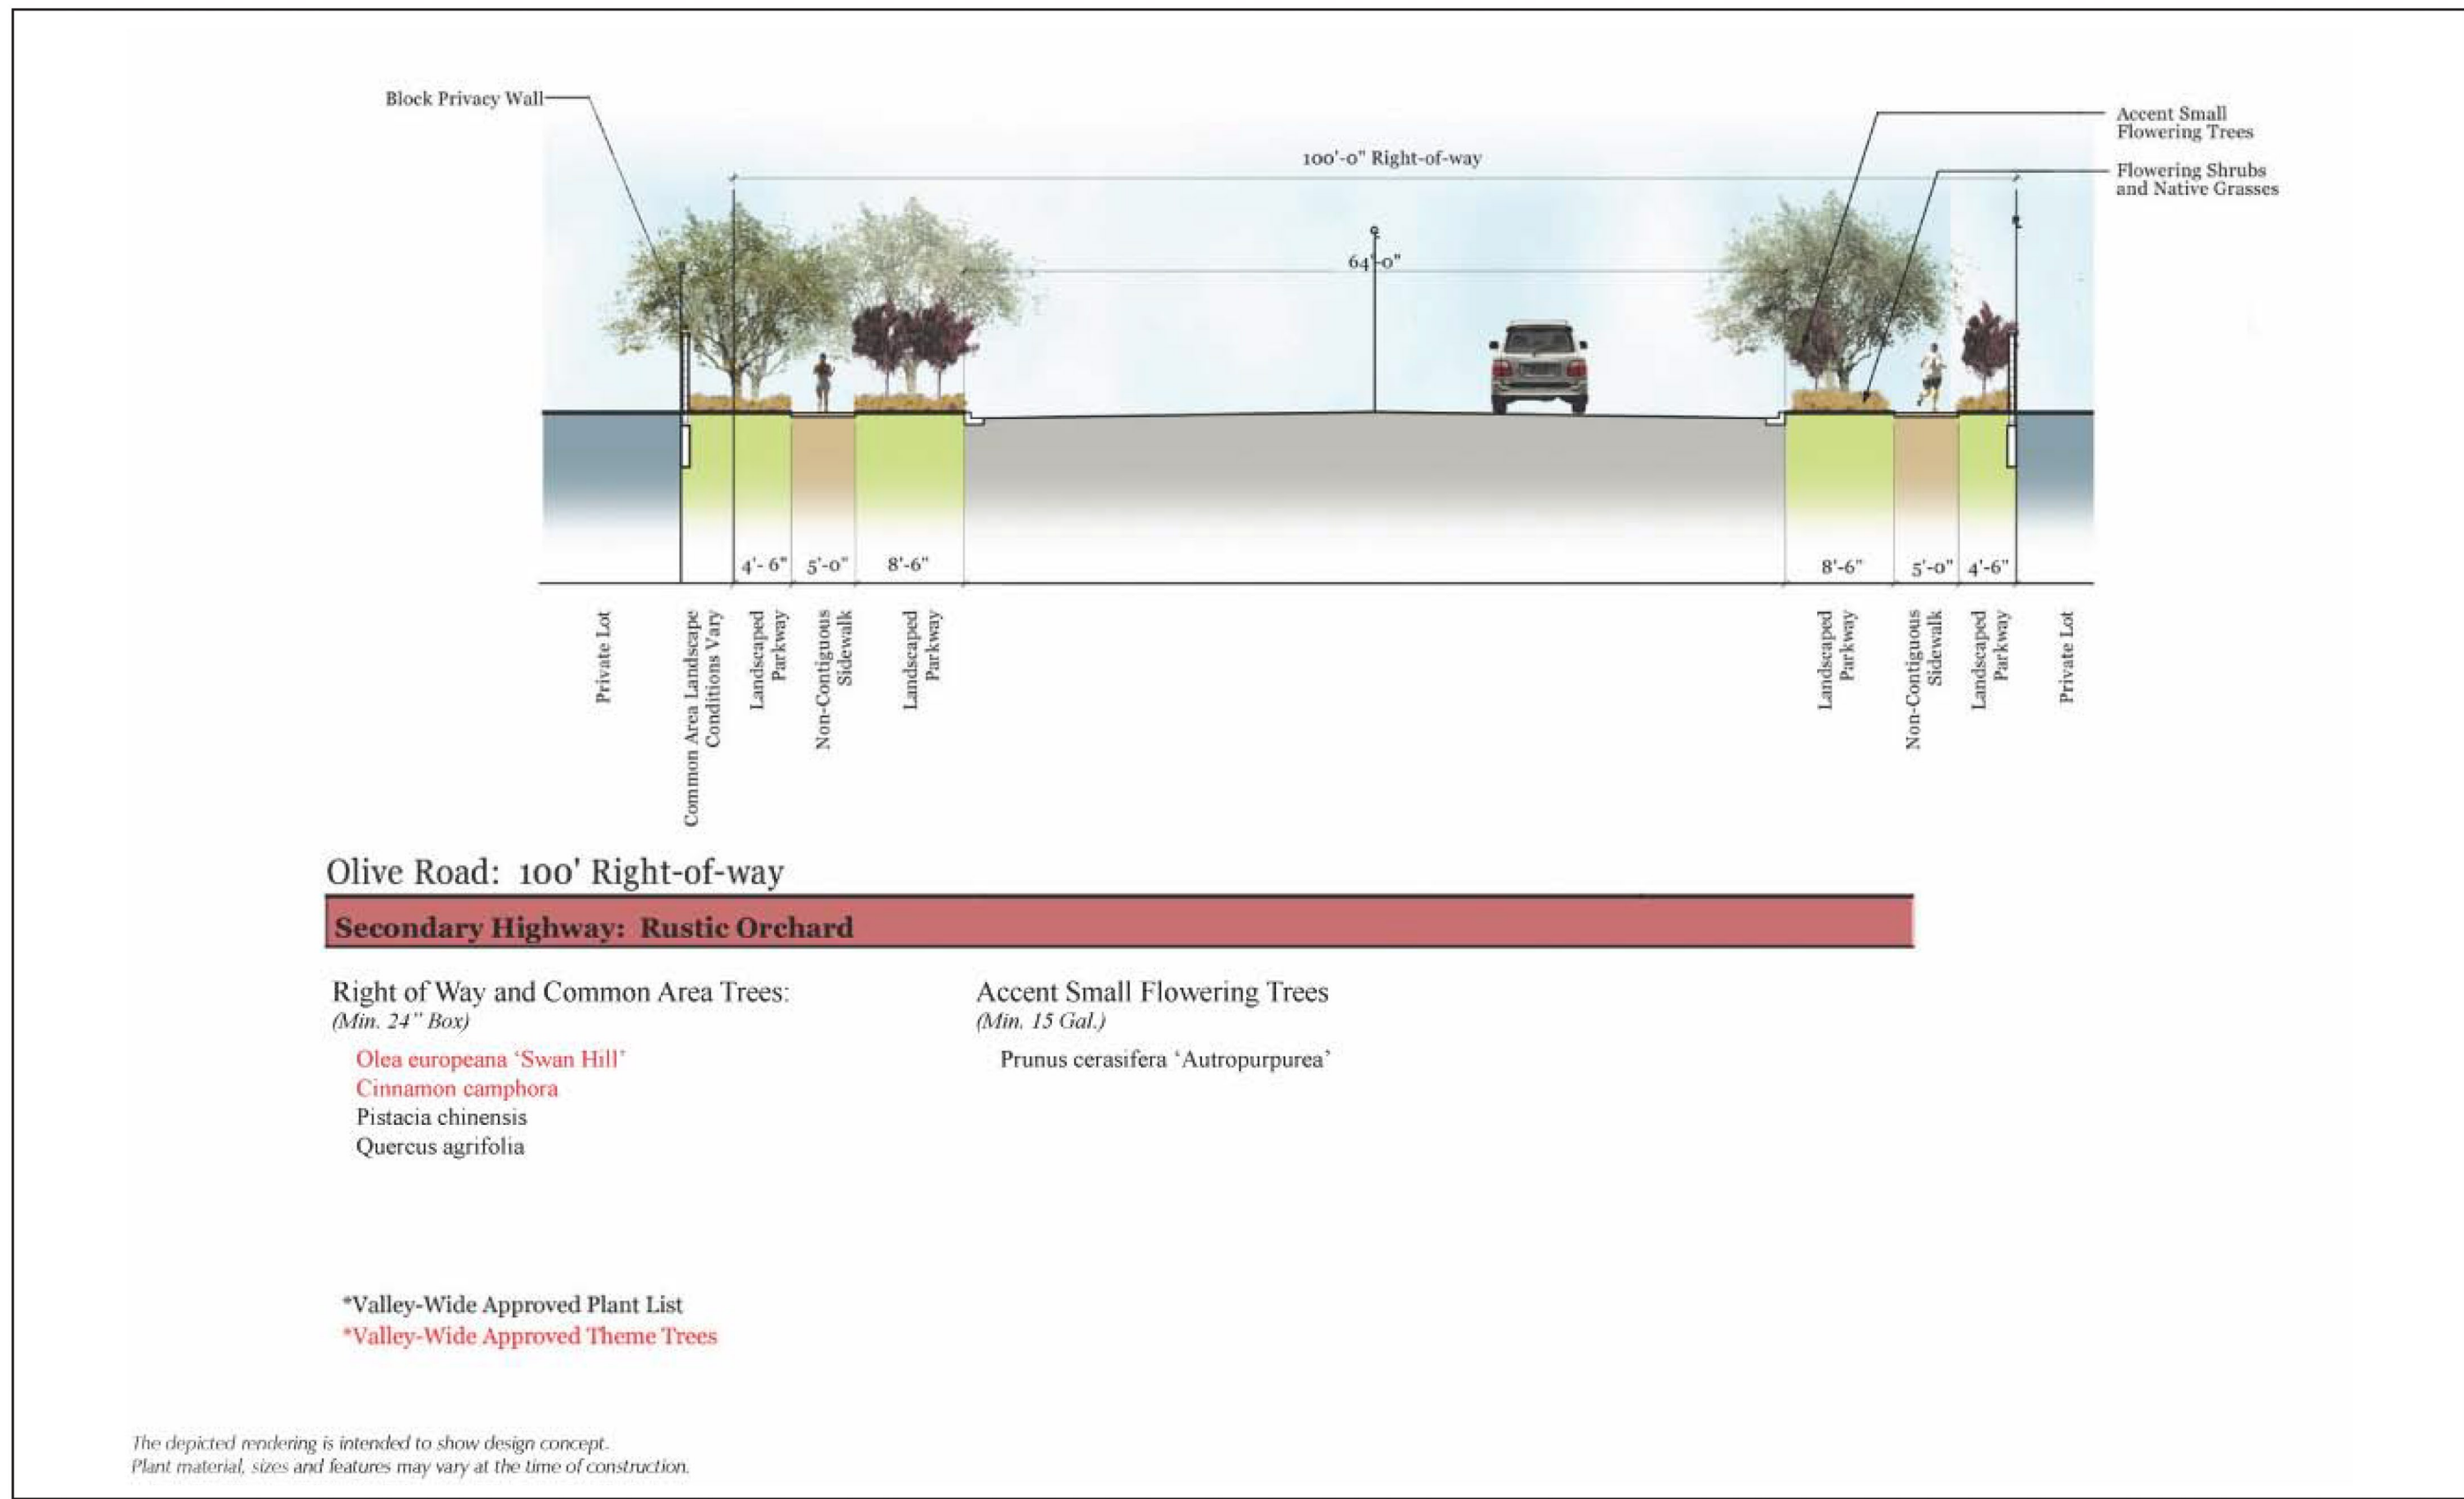 Block Privacy Wall
Accent Small
Flowering Trees
100'-0" Right-of-way
Flowering Shrubs
and Native Grasses
64'-0"
4'- 6"
5'-0"
8'-6"
8'-6"
5'-0"
4'-6"
Private Lot
Common Area Landscape
Conditions Vary
Landscaped
Parkway
Non-Contiguous
Sidewalk
Landscaped
Parkway
Landscaped
Parkway
Non-Contiguous
Sidewalk
Landscaped
Parkway
Private Lot
Olive Road: 100' Right-of-way
Secondary Highway: Rustic Orchard
Right of Way and Common Area Trees:
(Min. 24" Box)
Olea europeana 'Swan Hill'
Cinnamon camphora
Pistacia chinensis
Quercus agrifolia
Accent Small Flowering Trees
(Min. 15 Gal.)
Prunus cerasifera 'Autropurpurea'
*Valley-Wide Approved Plant List
*Valley-Wide Approved Theme Trees
The depicted rendering is intended to show design concept.
Plant material, sizes and features may vary at the time of construction.